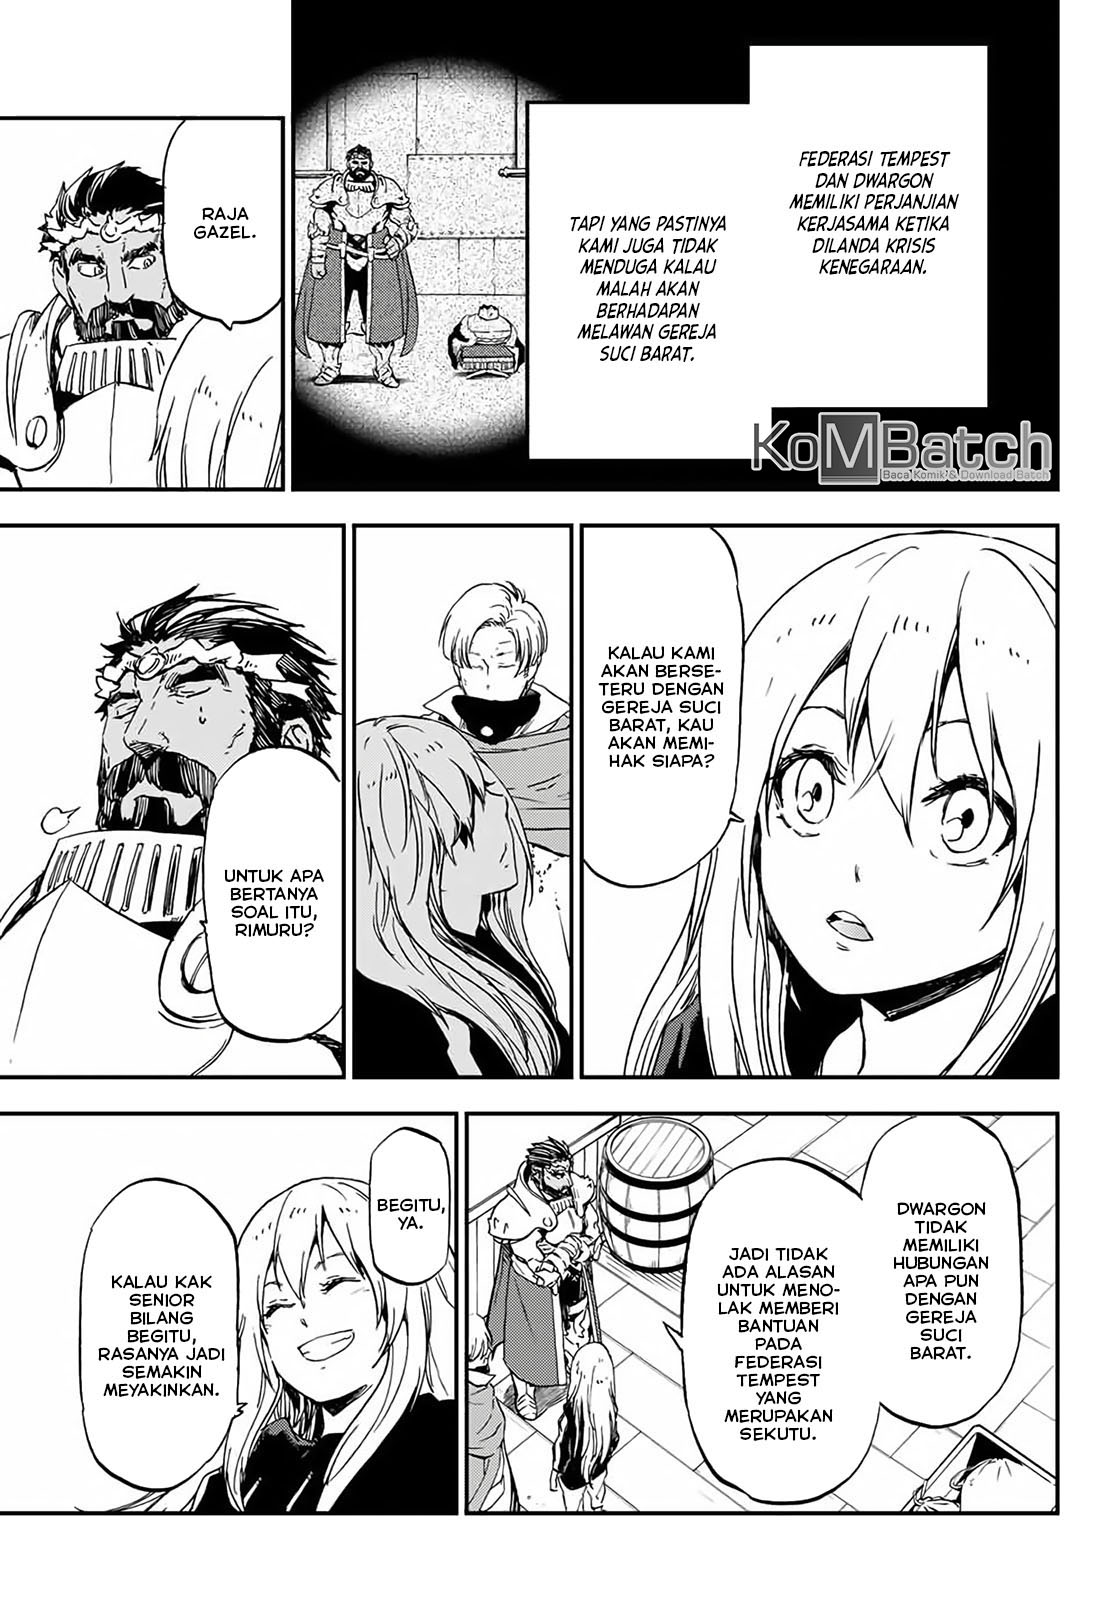 FEDERASI
TEMPEST
DAN DWARGON
MEMILIKI PERJANJIAN
KERJASAMA KETIKA
DILANDA KRISIS
KENEGARAAN.
TAPI YANG PASTINYA
KAMI JUGA TIDAK
MENDUGA KALAU
MALAH AKAN
BERHADAPAN
MELAWAN GEREJA
SUCI BARAT.
KoMBatch
Baca Komik & Download Batch
RAJA
GAZEL.
KALAU KAMI
AKAN BERSE-
TERU DENGAN
GEREJA SUCI
BARAT, KAU
AKAN MEMI-
HAK SIAPA?
UNTUK APA
BERTANYA
SOAL ITU,
RIMURU?
DWARGON
TIDAK
MEMILIKI
HUBUNGAN
APA PUN
DENGAN
GEREJA
SUCI
BARAT.
JADI TIDAK
ADA ALASAN
UNTUK MENO-
LAK MEMBERI
BANTUAN
PADA
FEDERASI
TEMPEST
YANG
MERUPAKAN
SEKUTU.
BEGITU,
YA.
KALAU KAK
SENIOR
BILANG
BEGITU,
RASANYA JADI
SEMAKIN
MEYAKINKAN.